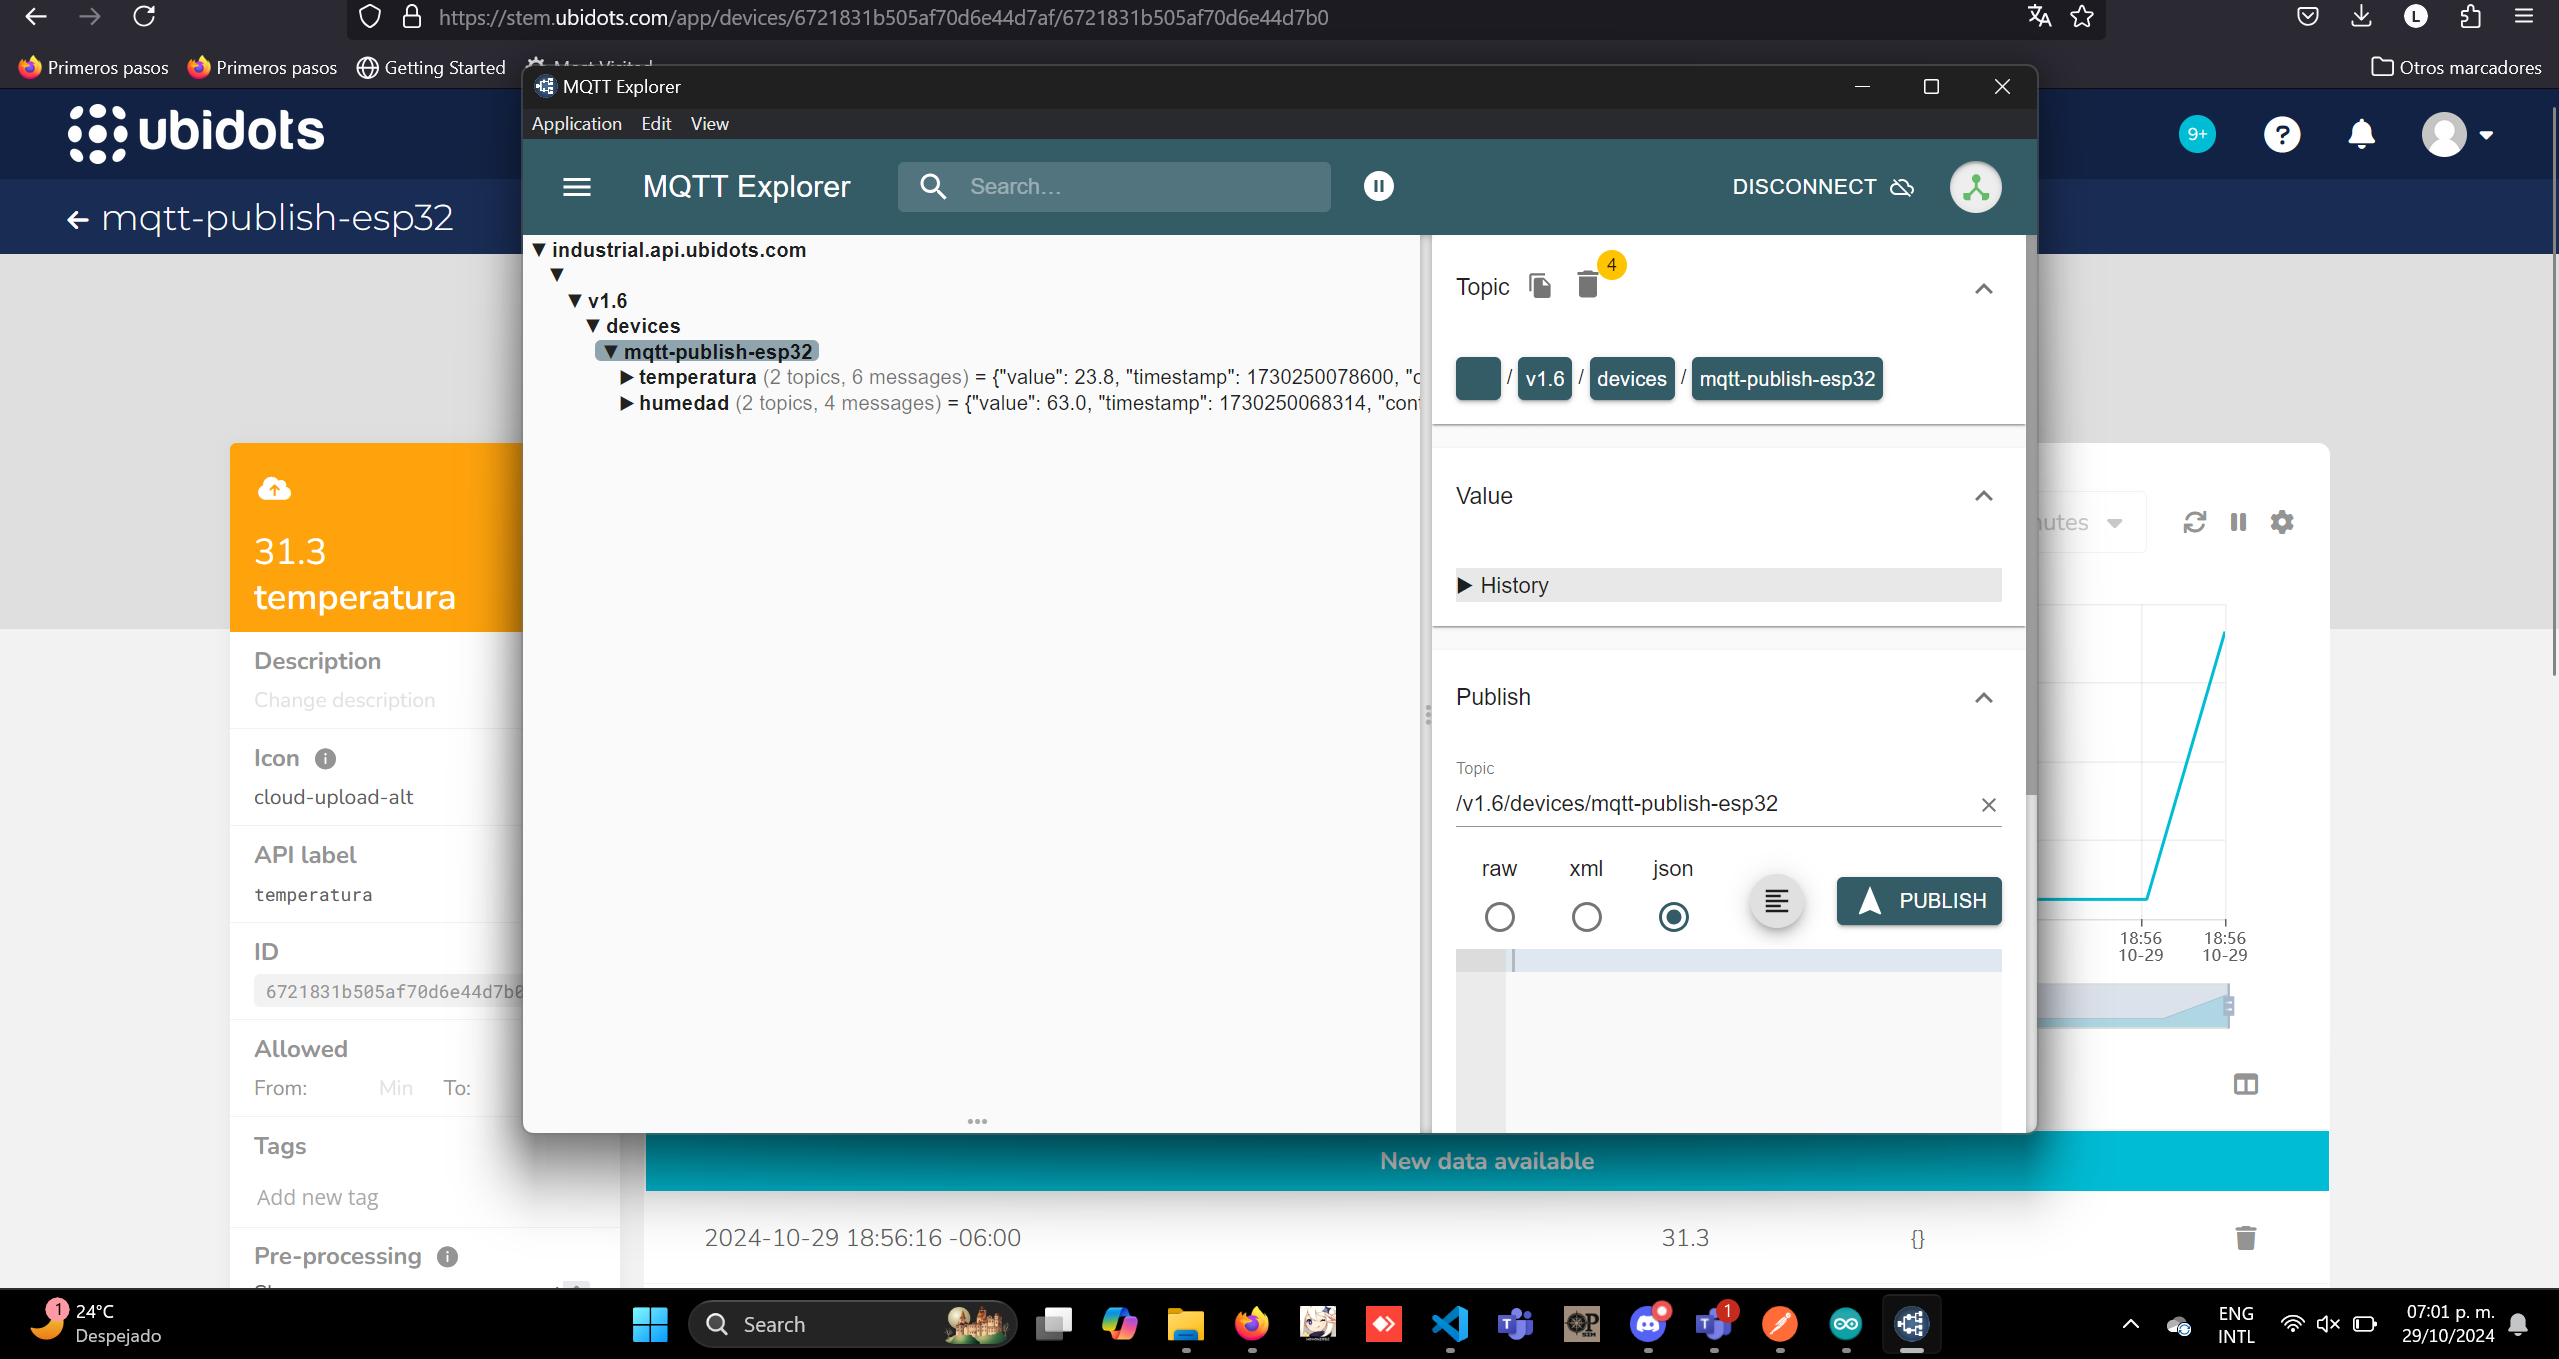 https://stem.ubidots.com/app/devices/6721831b505af70d6e44d7af/6721831b505af70d6e44d7b0
L
Primeros pasos
Primeros pasos
Getting Started
Most Visited
Otros marcadores
ubidots
9+
?
mqtt-publish-esp32
MQTT Explorer
Application Edit View
MQTT Explorer
Search...
DISCONNECT
industrial.api.ubidots.com
v1.6
devices
mqtt-publish-esp32
temperatura (2 topics, 6 messages) = {"value": 23.8, "timestamp": 1730250078600, "c
humedad (2 topics, 4 messages) = {"value": 63.0, "timestamp": 1730250068314, "con
Topic
4
/ v1.6 / devices / mqtt-publish-esp32
Value
History
Publish
Topic
/v1.6/devices/mqtt-publish-esp32
raw
xml
json
PUBLISH
31.3
temperatura
Description
Change description
Icon
cloud-upload-alt
API label
temperatura
ID
6721831b505af70d6e44d7b0
Allowed
From: Min To:
Tags
Add new tag
Pre-processing
nutes
18:56
10-29
18:56
10-29
New data available
2024-10-29 18:56:16 -06:00
31.3
{}
1
24°C
Despejado
Search
1
ENG
INTL
07:01 p. m.
29/10/2024